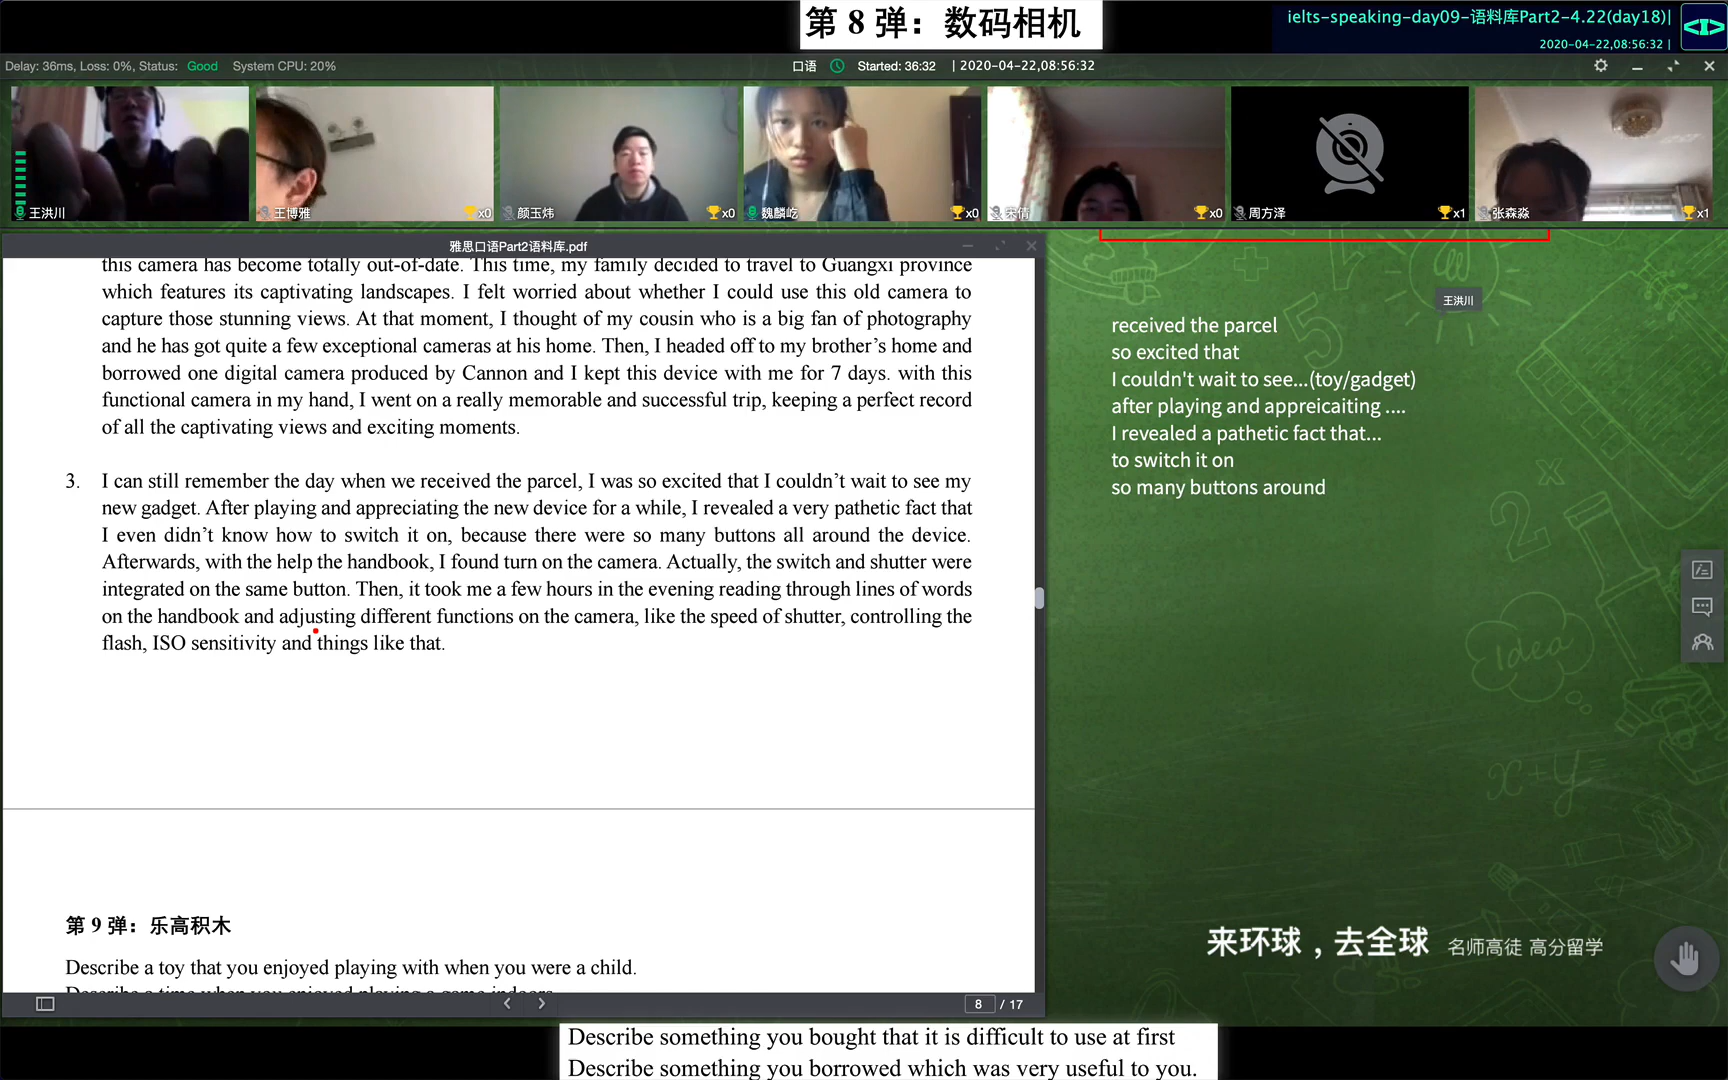 第 8 弹：数码相机
ielts-speaking-day09-语料库Part2-4.22(day18)|
2020-04-22,08:56:32 |
Delay: 36ms, Loss: 0%, Status: Good System CPU: 20%
口语 Started: 36:32 | 2020-04-22,08:56:32
王洪川
王博雅 x0
颜玉炜 x0
魏麟屹 x0
宋倩 x0
周方泽 x1
张森淼 x1
雅思口语Part2语料库.pdf
this camera has become totally out-of-date. This time, my family decided to travel to Guangxi province
which features its captivating landscapes. I felt worried about whether I could use this old camera to
capture those stunning views. At that moment, I thought of my cousin who is a big fan of photography
and he has got quite a few exceptional cameras at his home. Then, I headed off to my brother’s home and
borrowed one digital camera produced by Cannon and I kept this device with me for 7 days. with this
functional camera in my hand, I went on a really memorable and successful trip, keeping a perfect record
of all the captivating views and exciting moments.
3. I can still remember the day when we received the parcel, I was so excited that I couldn’t wait to see my
new gadget. After playing and appreciating the new device for a while, I revealed a very pathetic fact that
I even didn’t know how to switch it on, because there were so many buttons all around the device.
Afterwards, with the help the handbook, I found turn on the camera. Actually, the switch and shutter were
integrated on the same button. Then, it took me a few hours in the evening reading through lines of words
on the handbook and adjusting different functions on the camera, like the speed of shutter, controlling the
flash, ISO sensitivity and things like that.
第 9 弹：乐高积木
Describe a toy that you enjoyed playing with when you were a child.
Describe a time when you enjoyed playing a game indoors
8 / 17
王洪川
received the parcel
so excited that
I couldn't wait to see...(toy/gadget)
after playing and appreicaiting ....
I revealed a pathetic fact that...
to switch it on
so many buttons around
Idea
来环球，去全球 名师高徒 高分留学
Describe something you bought that it is difficult to use at first
Describe something you borrowed which was very useful to you.